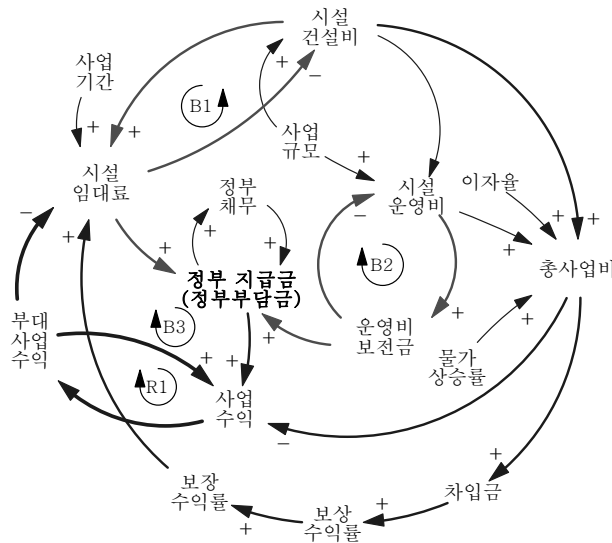 시설
건설비
사업
기간
+
−
B1
+
+
+
사업
규모
+
시설
임대료
정부
채무
시설
운영비
이자율
−
+
+
+
−
+
+
+
+
총사업비
B2
정부 지급금
(정부부담금)
부대
사업
수익
B3
운영비
보전금
+
+
+
물가
상승률
+
+
R1
사업
수익
−
+
보장
수익률
+
보상
수익률
+
차입금